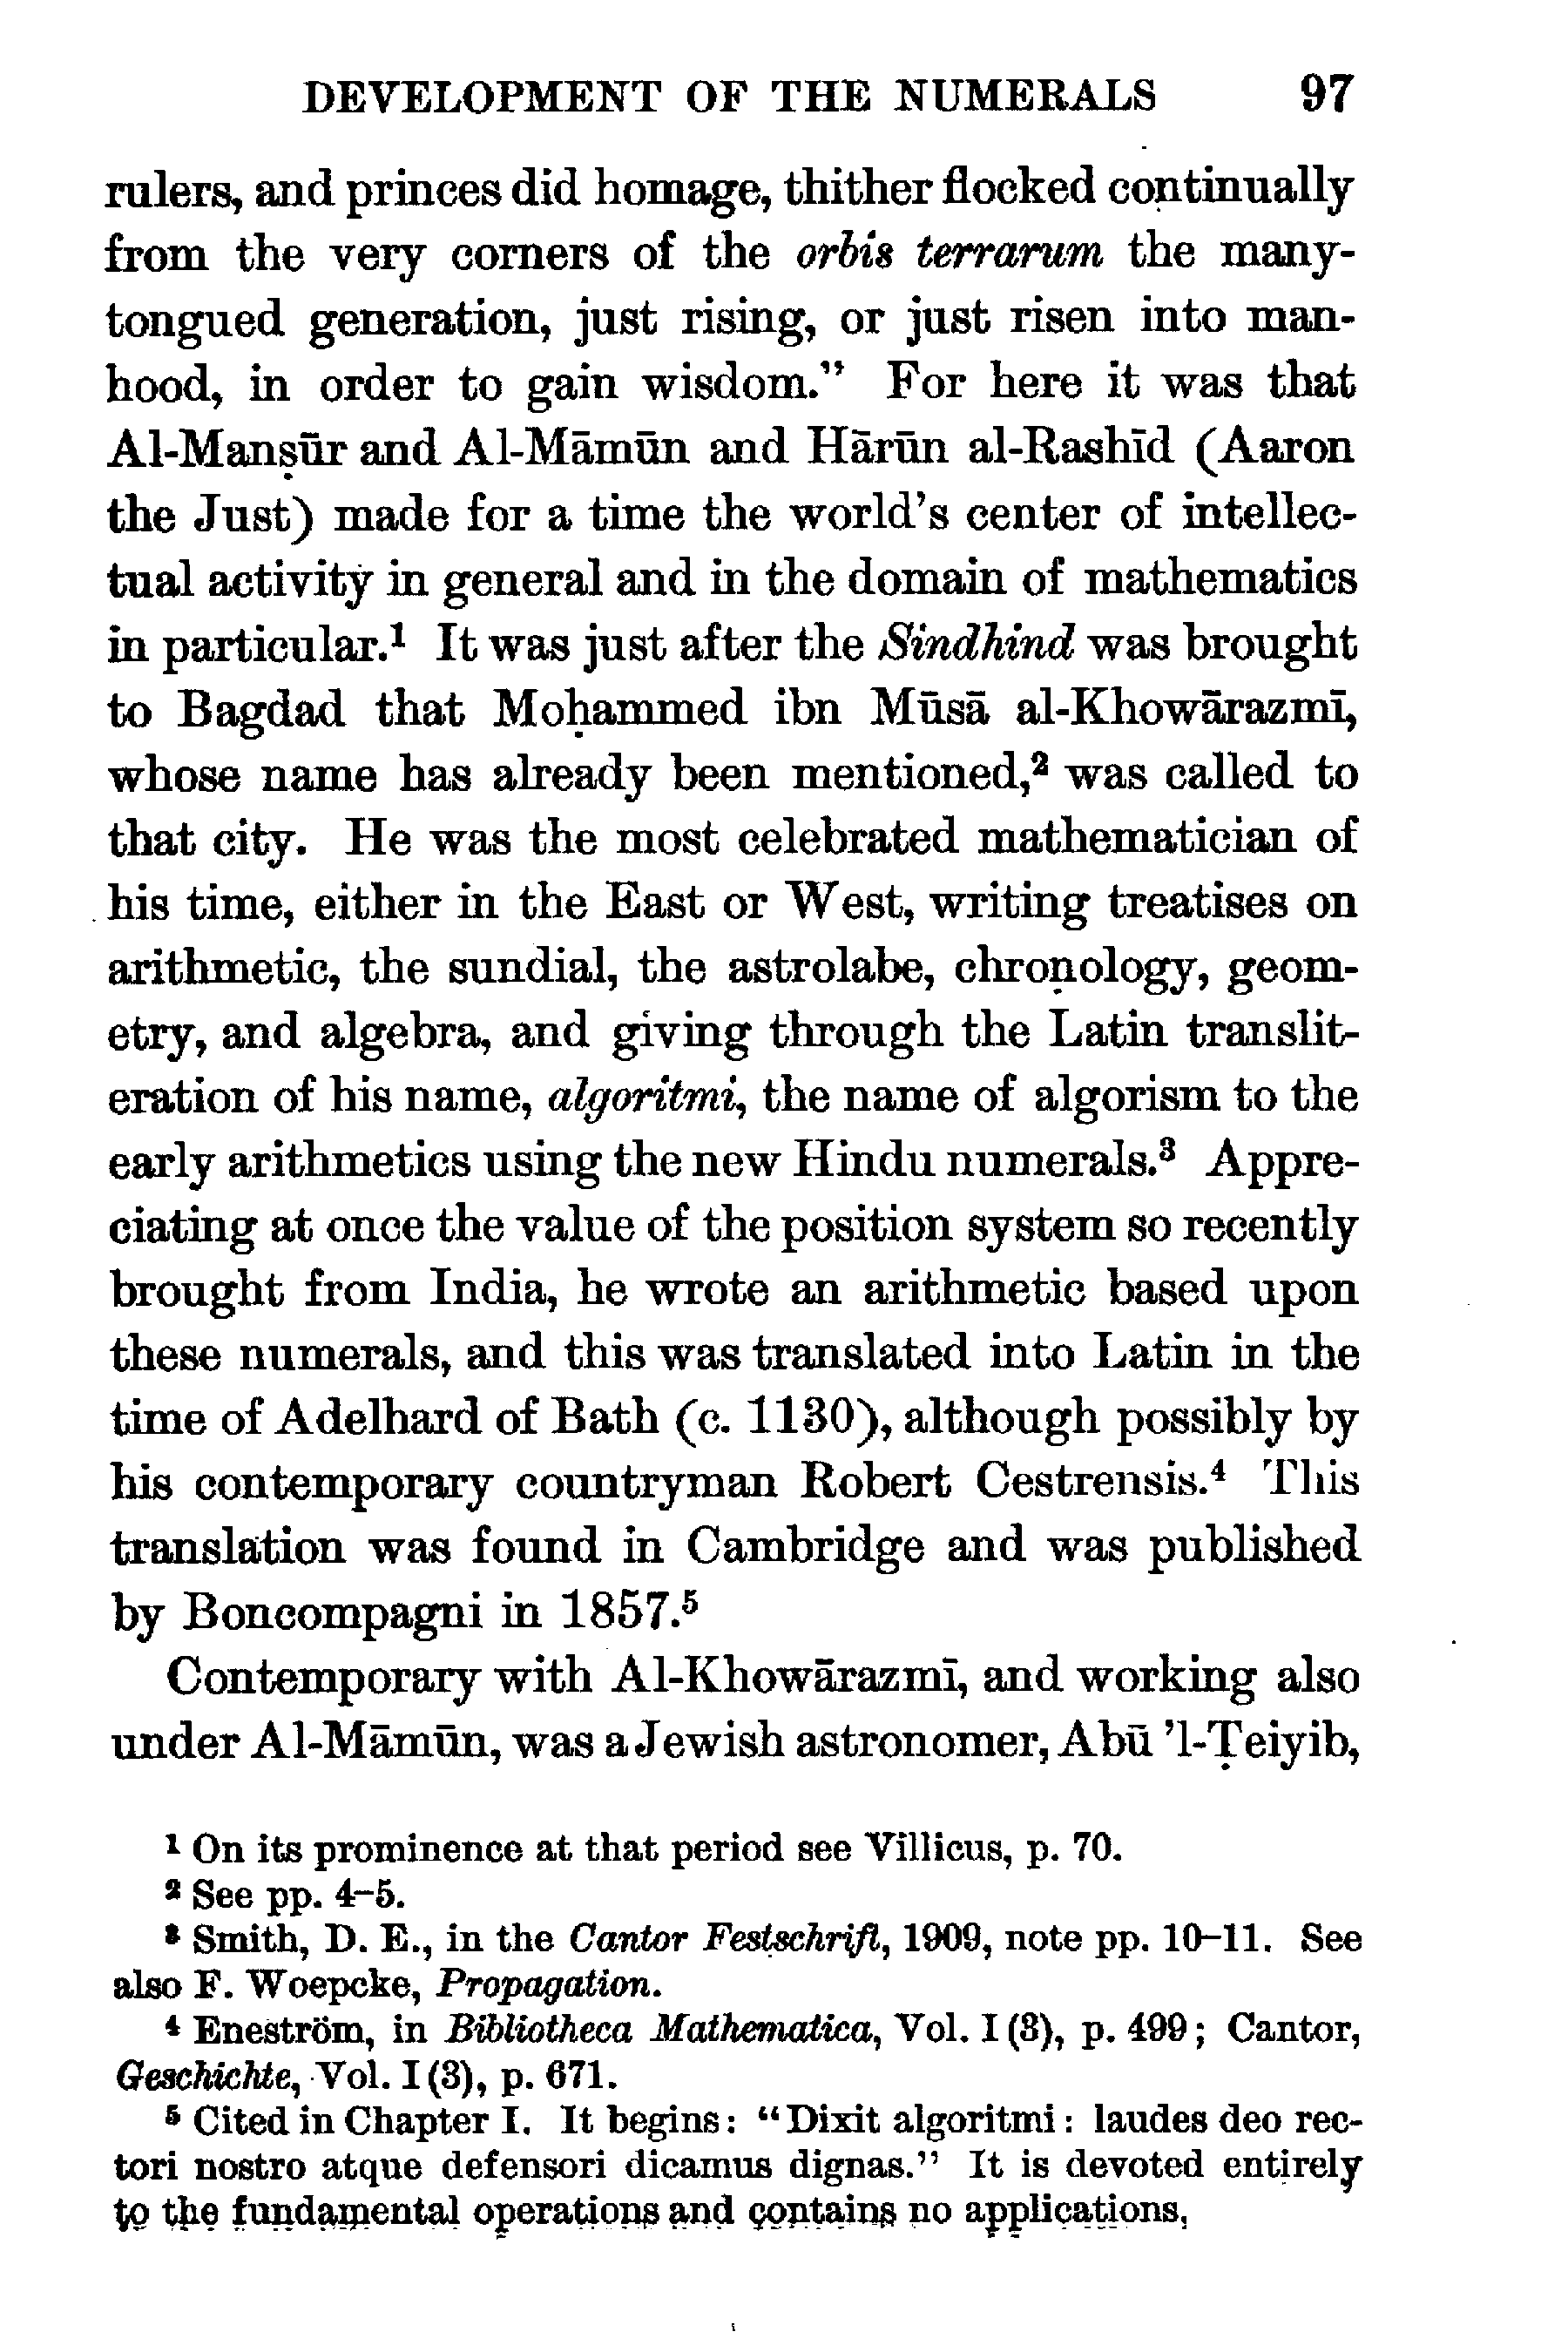 DEVELOPMENT OF THE NUMERALS 97
rulers, and princes did homage, thither flocked continually
from the very corners of the orbis terrarum the many-
tongued generation, just rising, or just risen into man-
hood, in order to gain wisdom.” For here it was that
Al-Manṣūr and Al-Māmūn and Hārūn al-Rashīd (Aaron
the Just) made for a time the world’s center of intellec-
tual activity in general and in the domain of mathematics
in particular.¹ It was just after the Sindhind was brought
to Bagdad that Moḥammed ibn Mūsā al-Khowārazmī,
whose name has already been mentioned,² was called to
that city. He was the most celebrated mathematician of
his time, either in the East or West, writing treatises on
arithmetic, the sundial, the astrolabe, chronology, geom-
etry, and algebra, and giving through the Latin translit-
eration of his name, algoritmi, the name of algorism to the
early arithmetics using the new Hindu numerals.³ Appre-
ciating at once the value of the position system so recently
brought from India, he wrote an arithmetic based upon
these numerals, and this was translated into Latin in the
time of Adelhard of Bath (c. 1130), although possibly by
his contemporary countryman Robert Cestrensis.⁴ This
translation was found in Cambridge and was published
by Boncompagni in 1857.⁵
Contemporary with Al-Khowārazmī, and working also
under Al-Māmūn, was a Jewish astronomer, Abū ’l-Ṭeiyib,
¹ On its prominence at that period see Villicus, p. 70.
² See pp. 4–5.
³ Smith, D. E., in the Cantor Festschrift, 1909, note pp. 10–11. See
also F. Woepcke, Propagation.
⁴ Eneström, in Bibliotheca Mathematica, Vol. I (3), p. 499; Cantor,
Geschichte, Vol. I (3), p. 671.
⁵ Cited in Chapter I. It begins: “Dixit algoritmi: laudes deo rec-
tori nostro atque defensori dicamus dignas.” It is devoted entirely
to the fundamental operations and contains no applications.